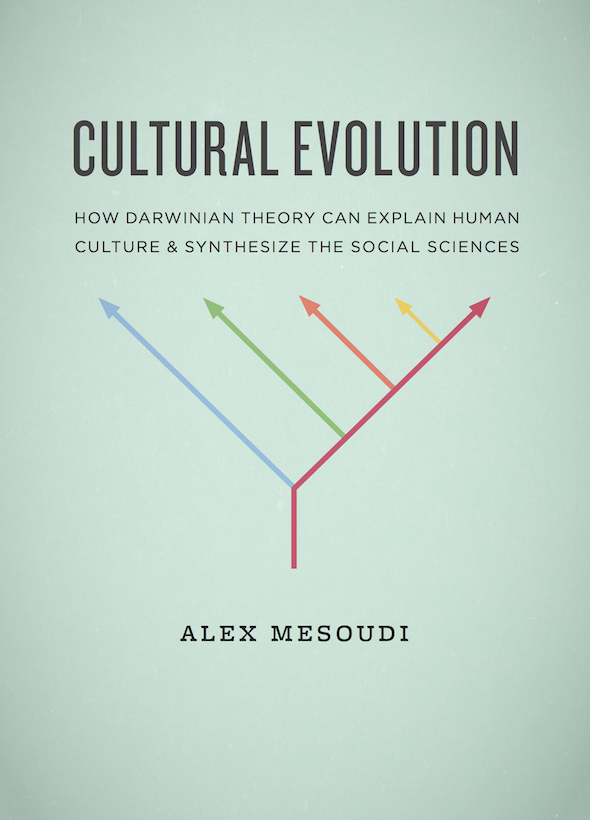 CULTURAL EVOLUTION
HOW DARWINIAN THEORY CAN EXPLAIN HUMAN
CULTURE & SYNTHESIZE THE SOCIAL SCIENCES
ALEX MESOUDI